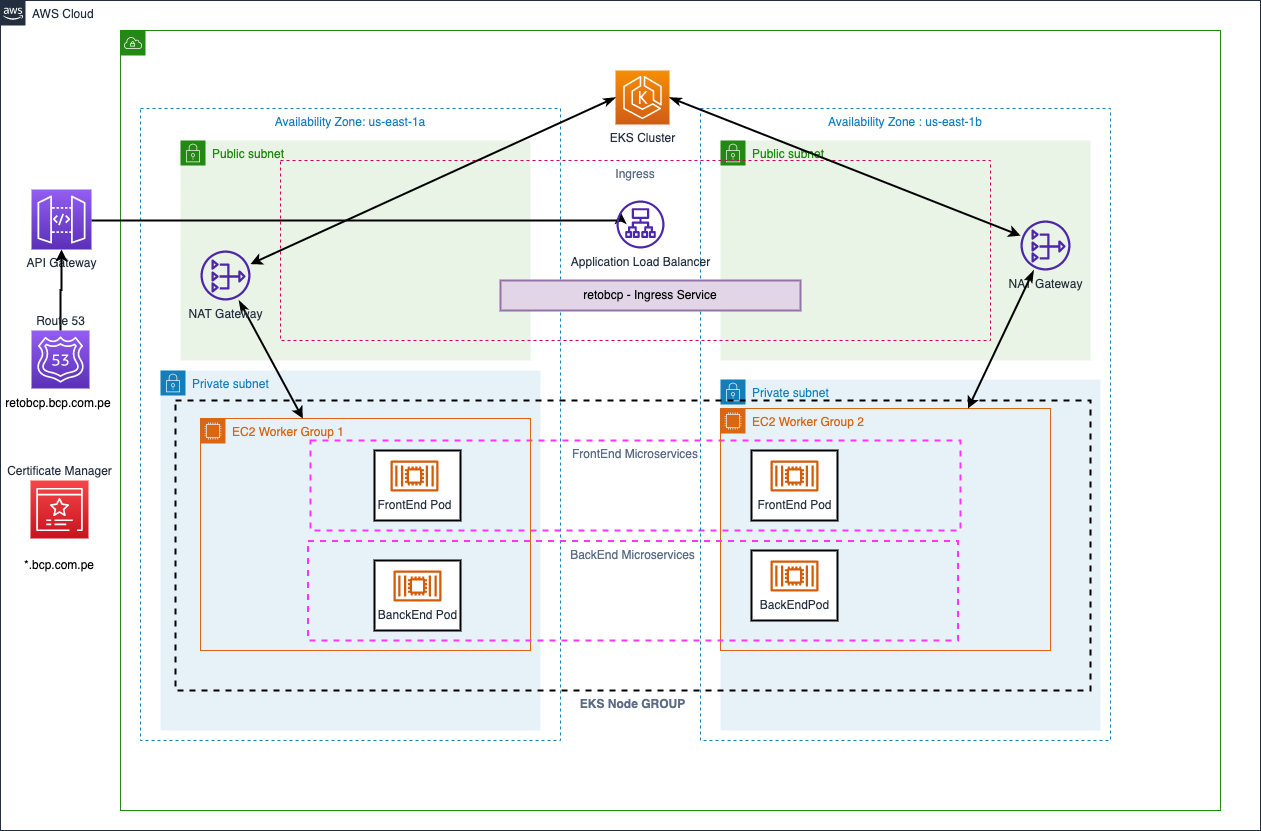 aws
AWS Cloud
EKS Cluster
Availability Zone: us-east-1a
Availability Zone : us-east-1b
Public subnet
Public subnet
Ingress
API Gateway
Application Load Balancer
NAT Gateway
NAT Gateway
retobcp - Ingress Service
Route 53
53
retobcp.bcp.com.pe
Private subnet
Private subnet
EC2 Worker Group 1
EC2 Worker Group 2
FrontEnd Microservices
FrontEnd Pod
FrontEnd Pod
Certificate Manager
*.bcp.com.pe
BackEnd Microservices
BanckEnd Pod
BackEndPod
EKS Node GROUP